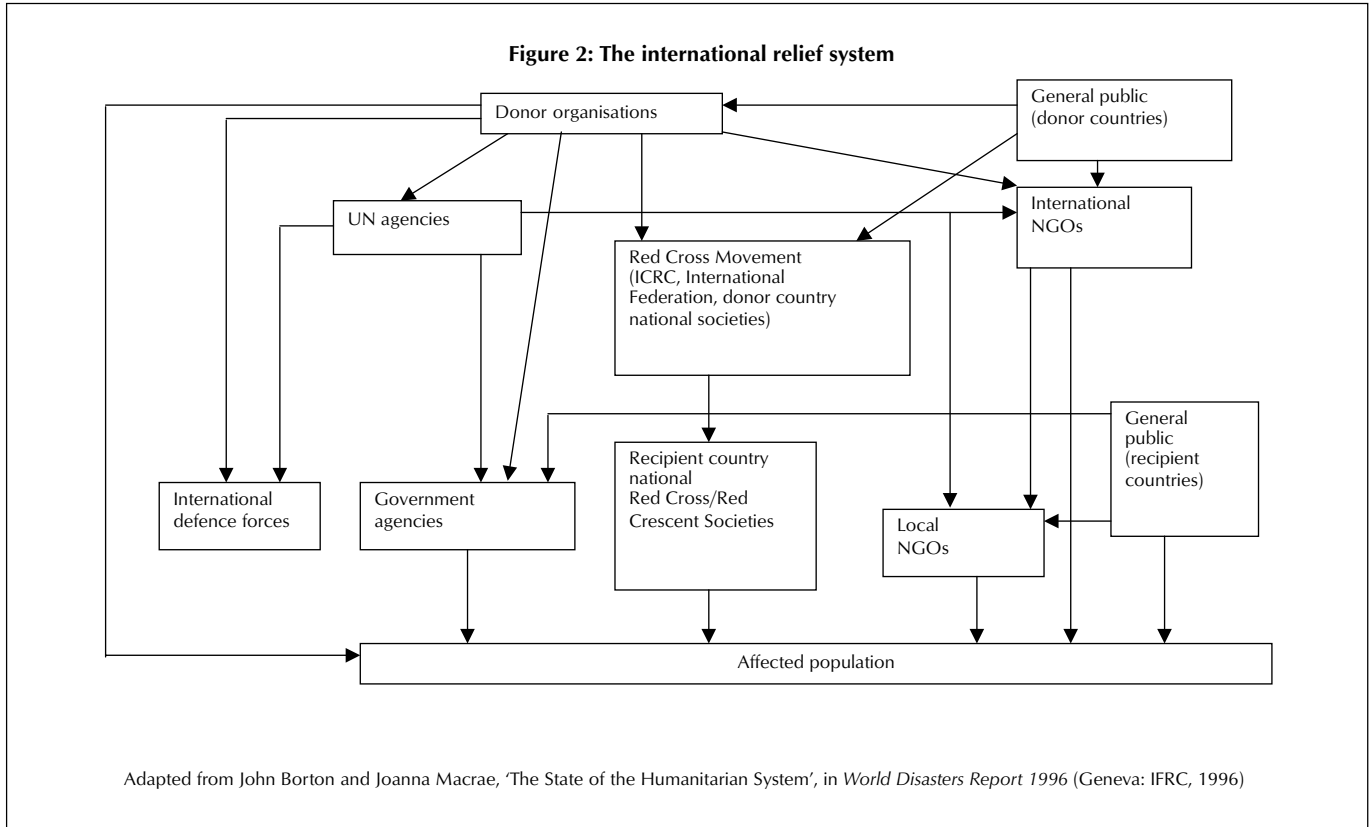 Figure 2: The international relief system
Donor organisations
General public
(donor countries)
UN agencies
International
NGOs
Red Cross Movement
(ICRC, International
Federation, donor country
national societies)
General
public
(recipient
countries)
International
defence forces
Government
agencies
Recipient country
national
Red Cross/Red
Crescent Societies
Local
NGOs
Affected population
Adapted from John Borton and Joanna Macrae, ‘The State of the Humanitarian System’, in World Disasters Report 1996 (Geneva: IFRC, 1996)